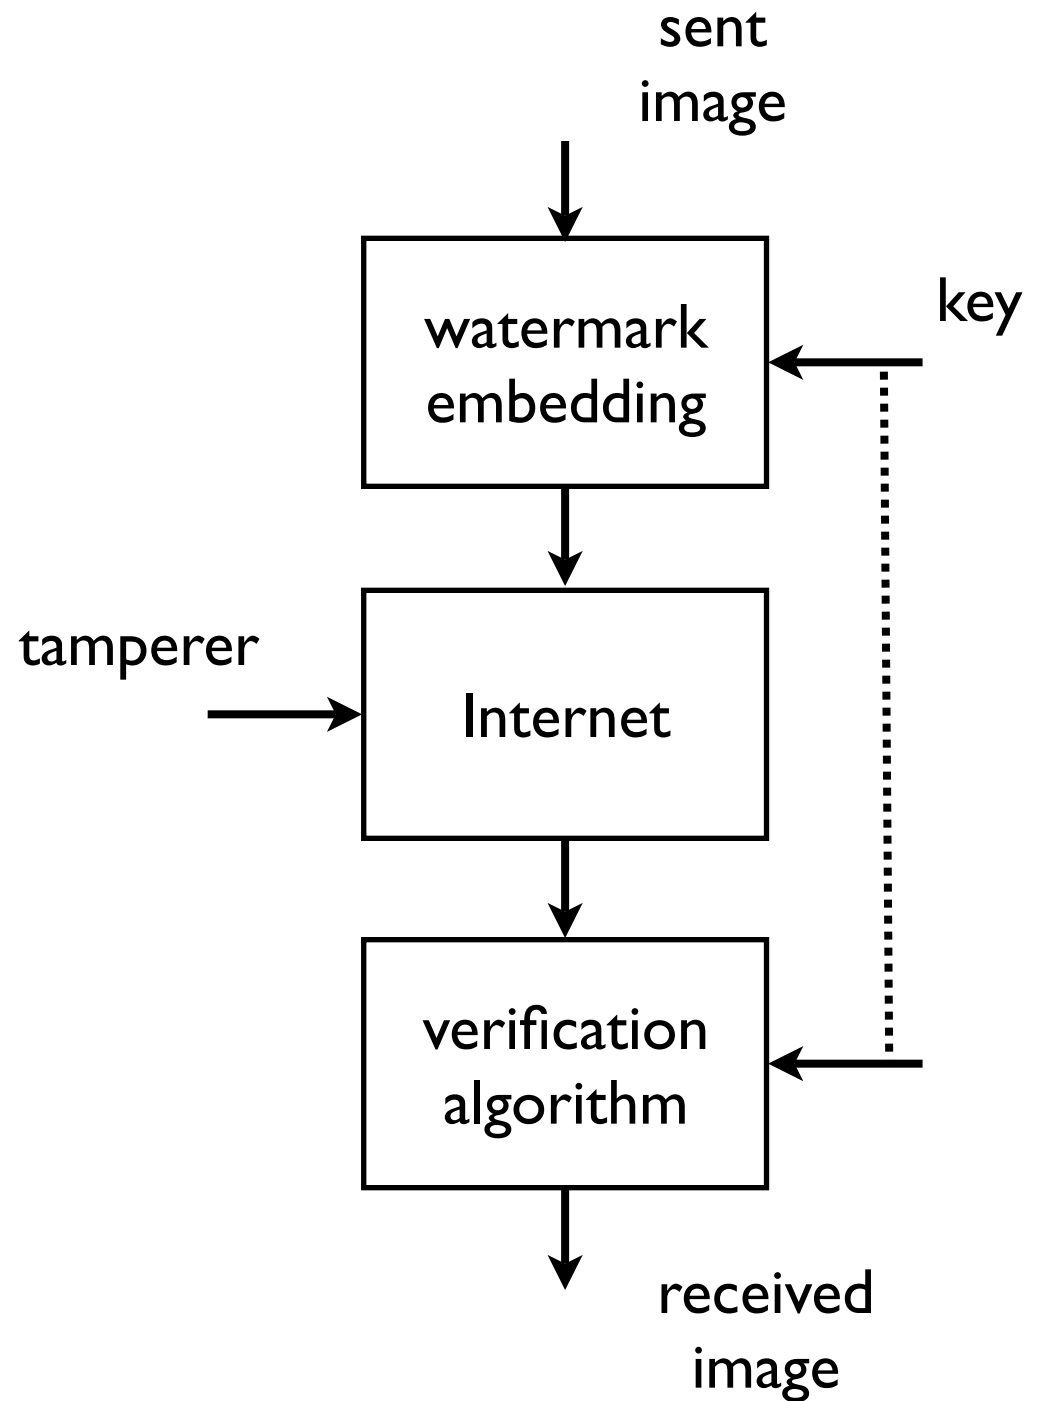 sent
image
key
watermark
embedding
tamperer
Internet
verification
algorithm
received
image